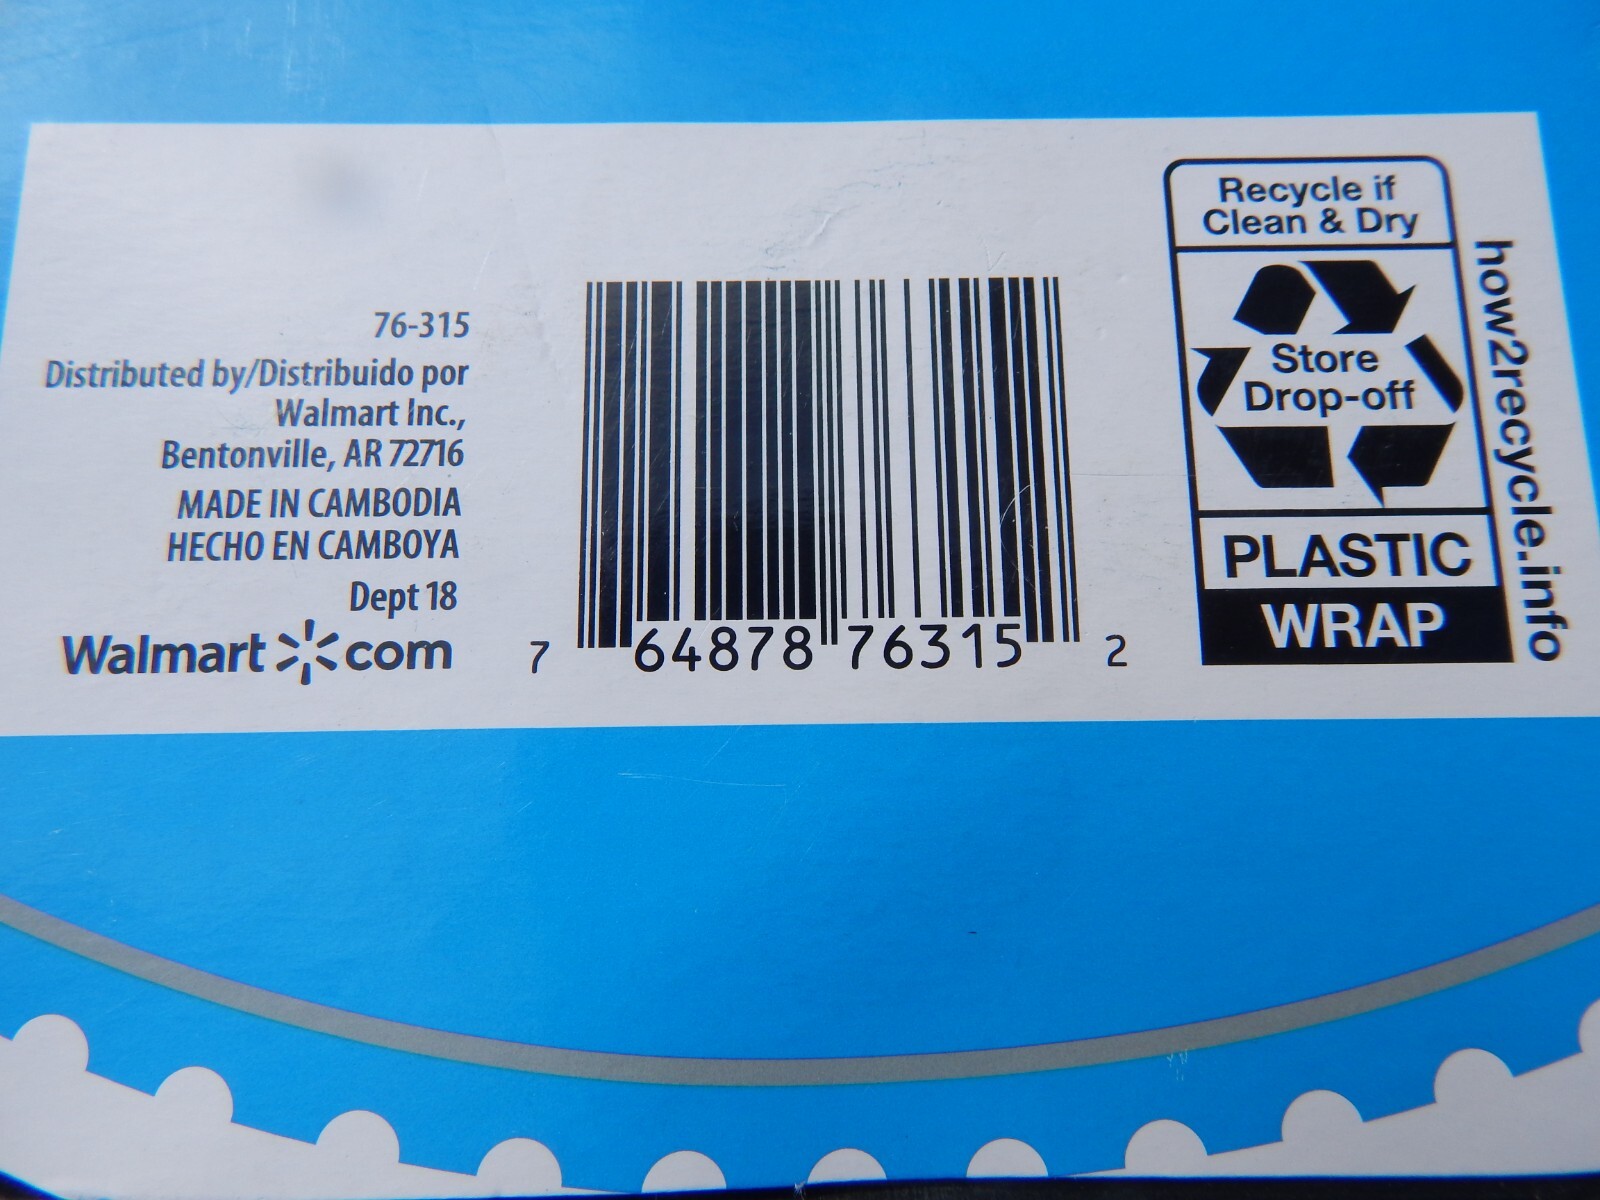 76-315
Distributed by/Distribuido por
Walmart Inc.,
Bentonville, AR 72716
MADE IN CAMBODIA
HECHO EN CAMBOYA
Dept 18
Walmart com
7 64878 76315 2
Recycle if
Clean & Dry
Store
Drop-off
PLASTIC
WRAP
how2recycle.info